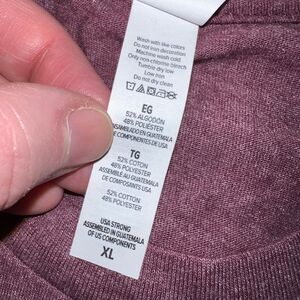 Wash with like colors
Do not iron decoration
Machine wash cold
Only non-chlorine bleach
Tumble dry low
Low iron
Do not dry clean
EG
52% ALGODÓN
48% POLIÉSTER
ENSAMBLADO EN GUATEMALA
DE COMPONENTES DE USA
TG
52% COTON
48% POLYESTER
ASSEMBLÉ AU GUATEMALA
DE COMPOSANTS USA
52% COTTON
48% POLYESTER
USA STRONG
ASSEMBLED IN GUATEMALA
OF US COMPONENTS
XL